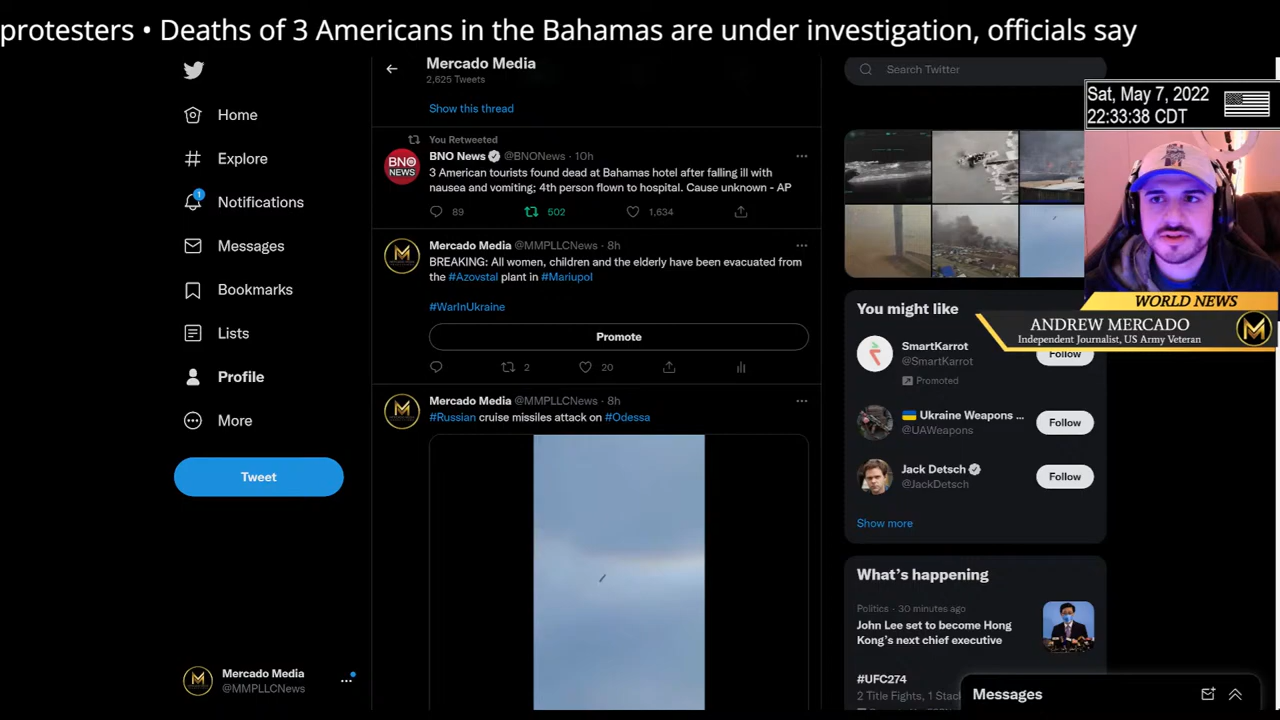 protesters • Deaths of 3 Americans in the Bahamas are under investigation, officials say
Home
Explore
1
Notifications
Messages
Bookmarks
Lists
Profile
More
Tweet
Mercado Media
@MMPLLCNews
Mercado Media
2,625 Tweets
Show this thread
You Retweeted
BNO NEWS
BNO News @BNONews · 10h
3 American tourists found dead at Bahamas hotel after falling ill with
nausea and vomiting; 4th person flown to hospital. Cause unknown - AP
89 502 1,634
Mercado Media @MMPLLCNews · 8h
BREAKING: All women, children and the elderly have been evacuated from
the #Azovstal plant in #Mariupol
#WarInUkraine
Promote
2 20
Mercado Media @MMPLLCNews · 8h
#Russian cruise missiles attack on #Odessa
Search Twitter
Sat, May 7, 2022
22:33:38 CDT
WORLD NEWS
ANDREW MERCADO
Independent Journalist, US Army Veteran
You might like
SmartKarrot
@SmartKarrot
Promoted
Follow
Ukraine Weapons ...
@UAWeapons
Follow
Jack Detsch
@JackDetsch
Follow
Show more
What's happening
Politics · 30 minutes ago
John Lee set to become Hong
Kong's next chief executive
#UFC274
2 Title Fights, 1 Stack
Messages